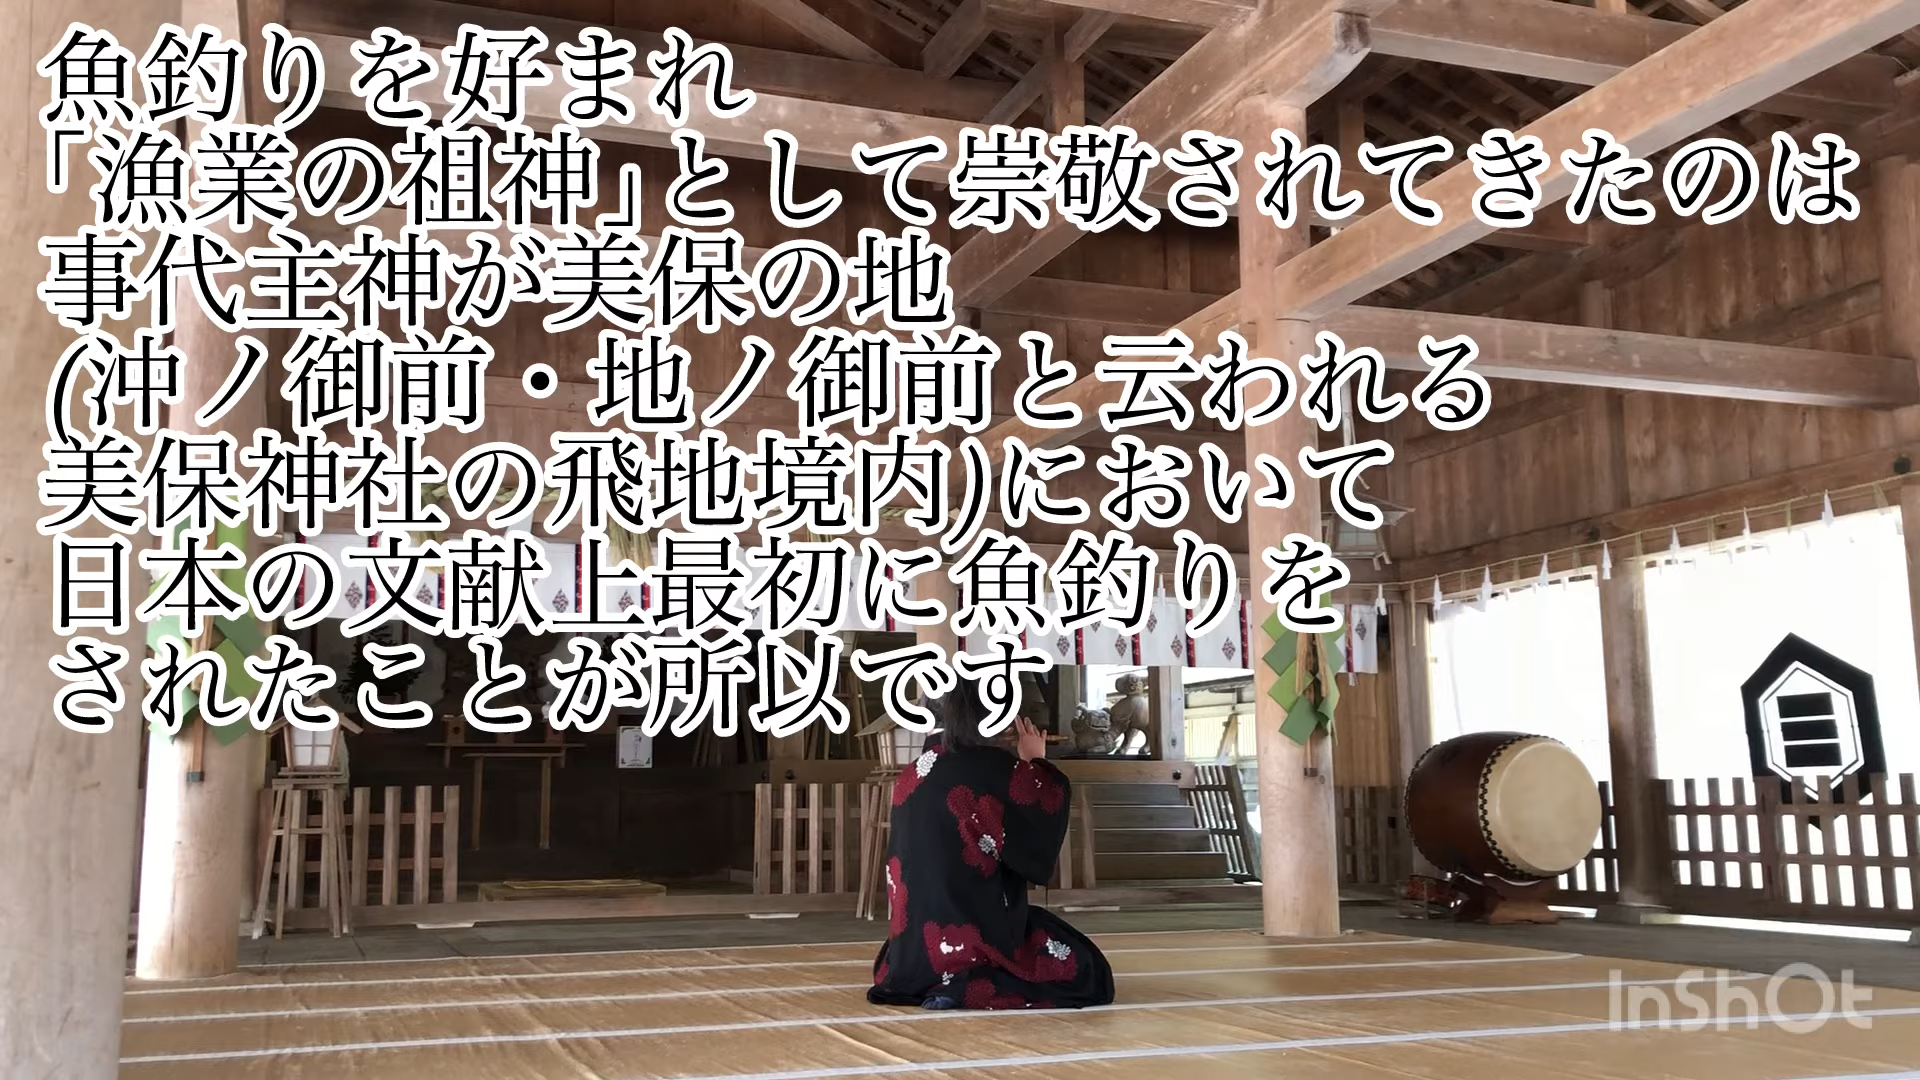 魚釣りを好まれ
「漁業の祖神」として崇敬されてきたのは
事代主神が美保の地
(沖ノ御前・地ノ御前と云われる
美保神社の飛地境内)において
日本の文献上最初に魚釣りを
されたことが所以です
InShOt